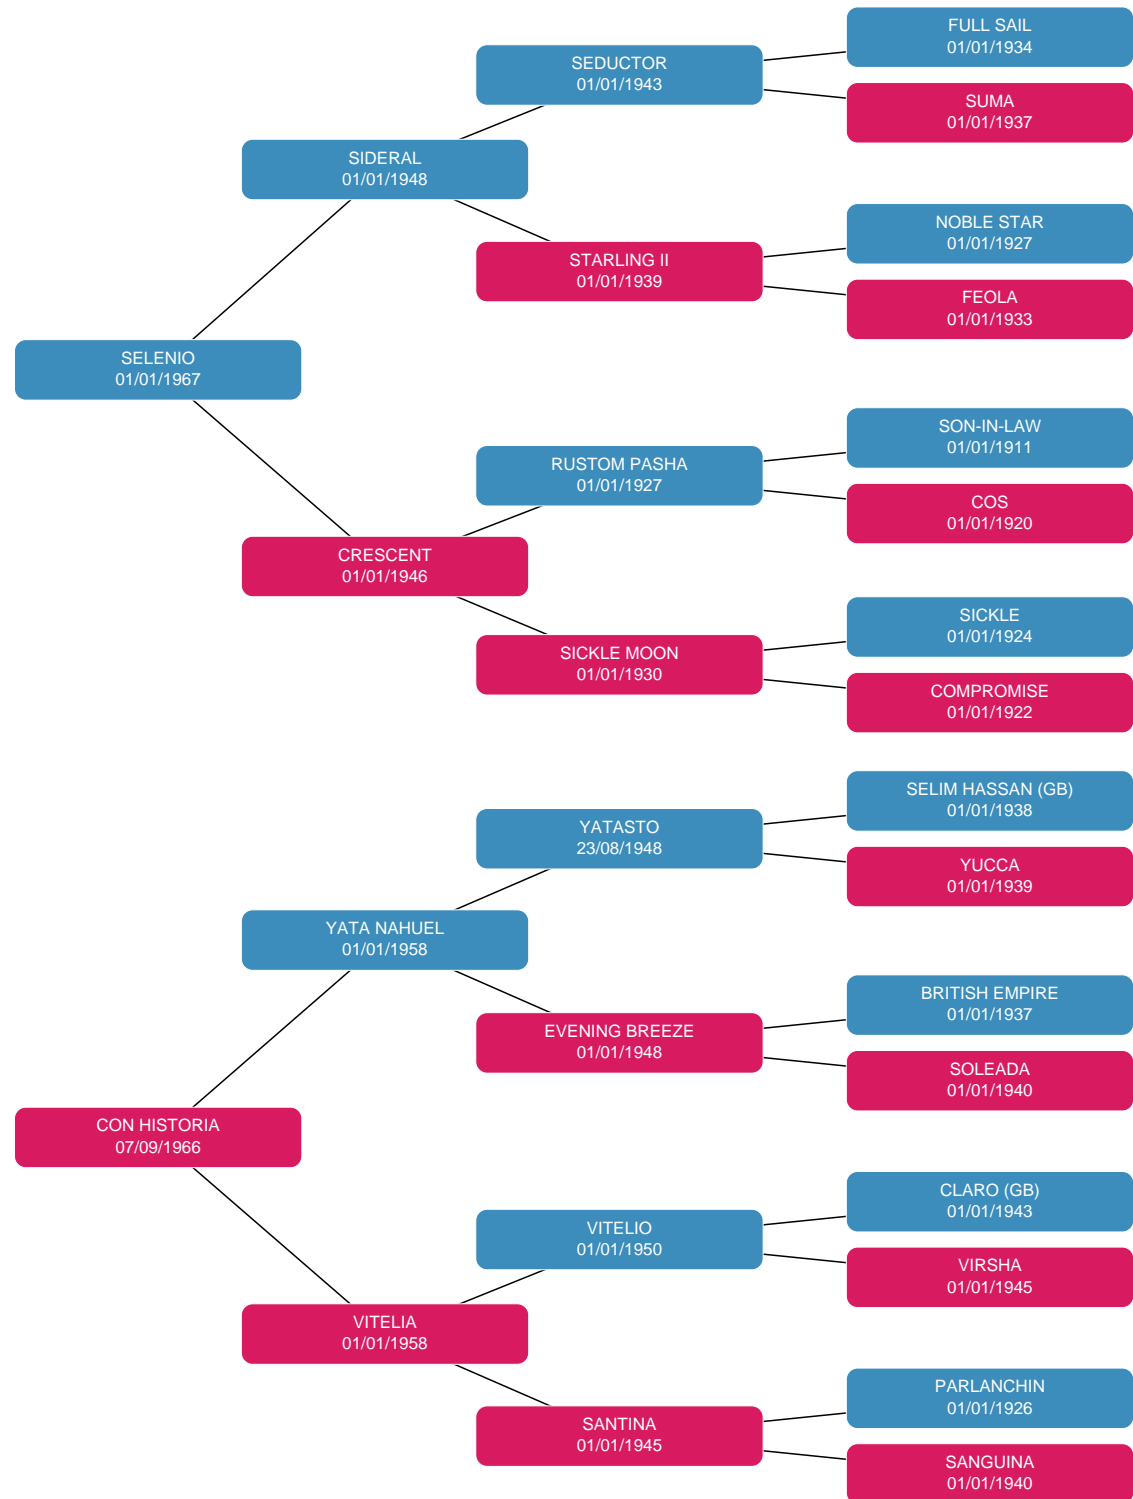 FULL SAIL
01/01/1934
SEDUCTOR
01/01/1943
SUMA
01/01/1937
SIDERAL
01/01/1948
NOBLE STAR
01/01/1927
STARLING II
01/01/1939
FEOLA
01/01/1933
SELENIO
01/01/1967
SON-IN-LAW
01/01/1911
RUSTOM PASHA
01/01/1927
COS
01/01/1920
CRESCENT
01/01/1946
SICKLE
01/01/1924
SICKLE MOON
01/01/1930
COMPROMISE
01/01/1922
SELIM HASSAN (GB)
01/01/1938
YATASTO
23/08/1948
YUCCA
01/01/1939
YATA NAHUEL
01/01/1958
BRITISH EMPIRE
01/01/1937
EVENING BREEZE
01/01/1948
SOLEADA
01/01/1940
CON HISTORIA
07/09/1966
CLARO (GB)
01/01/1943
VITELIO
01/01/1950
VIRSHA
01/01/1945
VITELIA
01/01/1958
PARLANCHIN
01/01/1926
SANTINA
01/01/1945
SANGUINA
01/01/1940